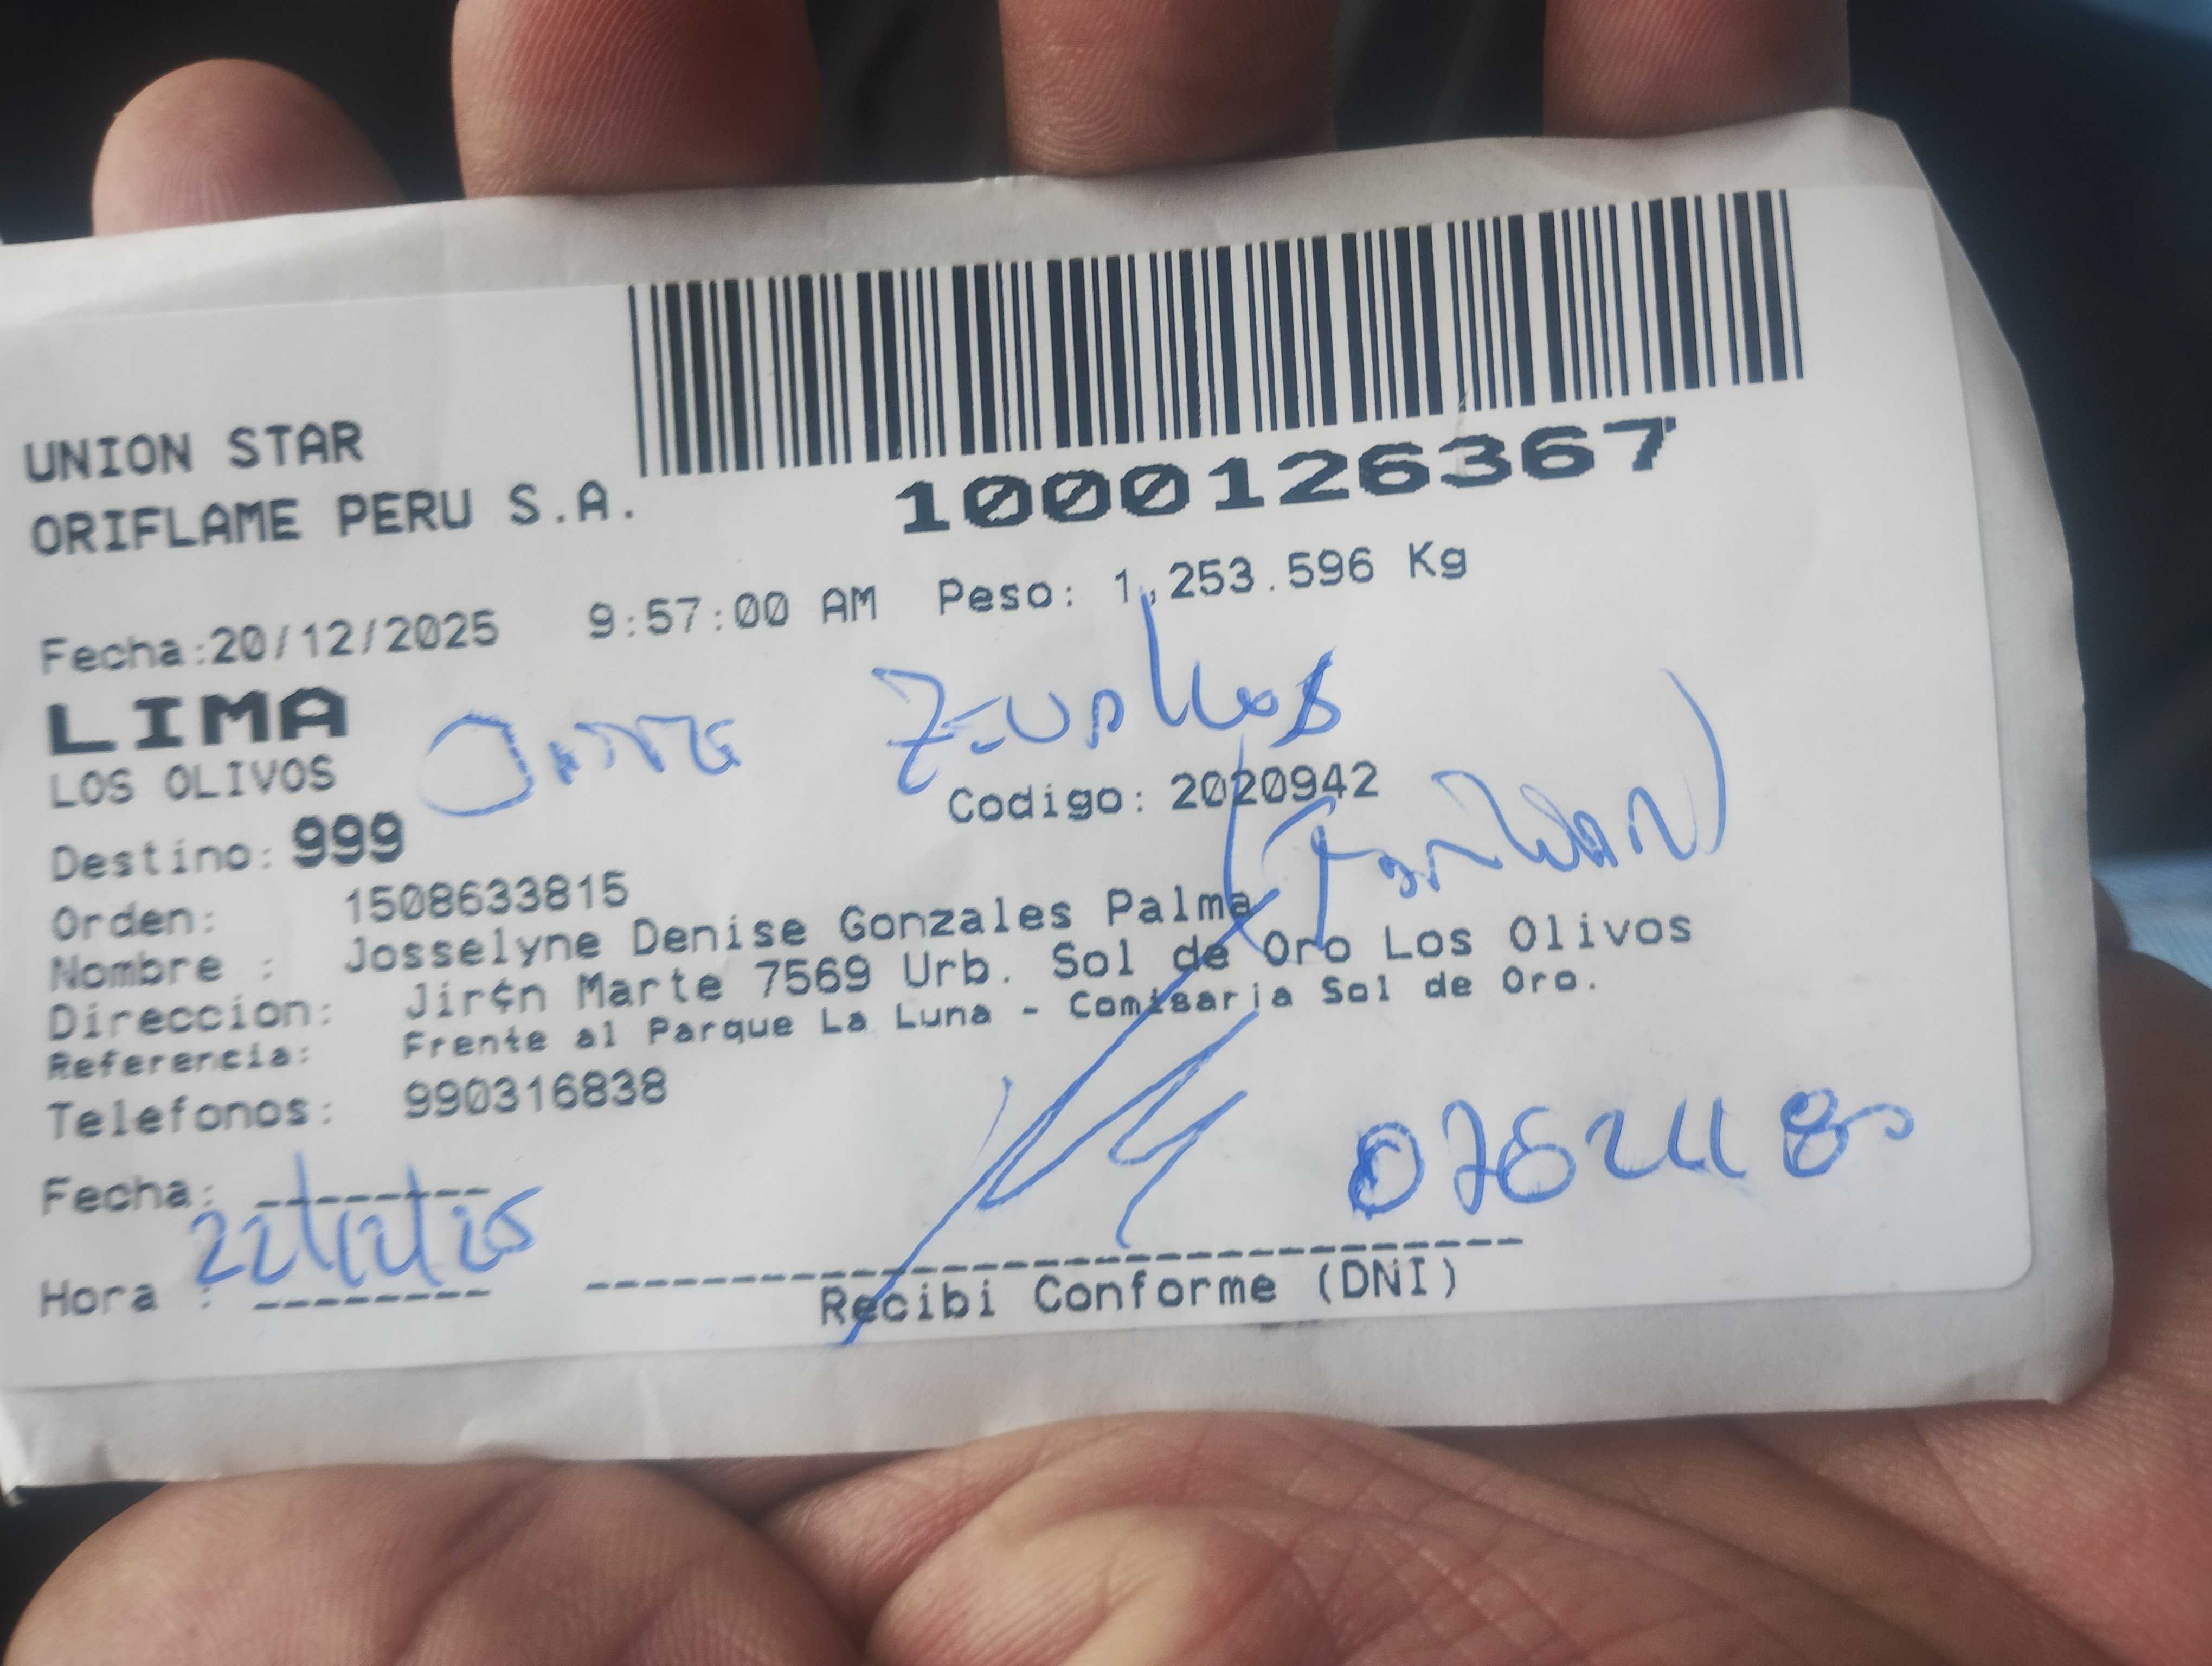 UNION STAR
ORIFLAME PERU S.A.
1000126367
Fecha:20/12/2025 9:57:00 AM Peso: 1,253.596 Kg
LIMA
LOS OLIVOS
Codigo: 2020942
Destino: 999
Orden: 1508633815
Nombre : Josselyne Denise Gonzales Palma
Direccion: Jir¢n Marte 7569 Urb. Sol de Oro Los Olivos
Referencia: Frente al Parque La Luna - Comisaria Sol de Oro.
Telefonos: 990316838
Fecha:
22/12/25
Hora :
Recibi Conforme (DNI)